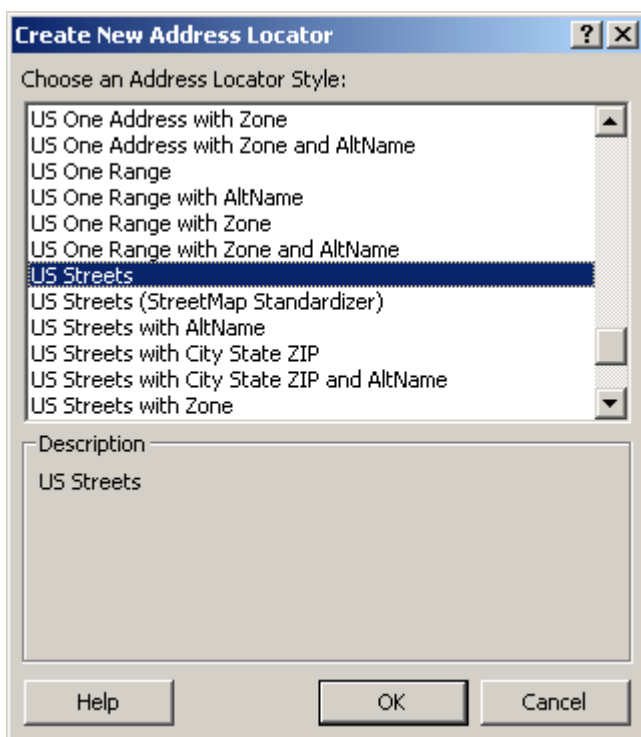 Create New Address Locator
Choose an Address Locator Style:
US One Address with Zone
US One Address with Zone and AltName
US One Range
US One Range with AltName
US One Range with Zone
US One Range with Zone and AltName
US Streets
US Streets (StreetMap Standardizer)
US Streets with AltName
US Streets with City State ZIP
US Streets with City State ZIP and AltName
US Streets with Zone
Description
US Streets
Help OK Cancel